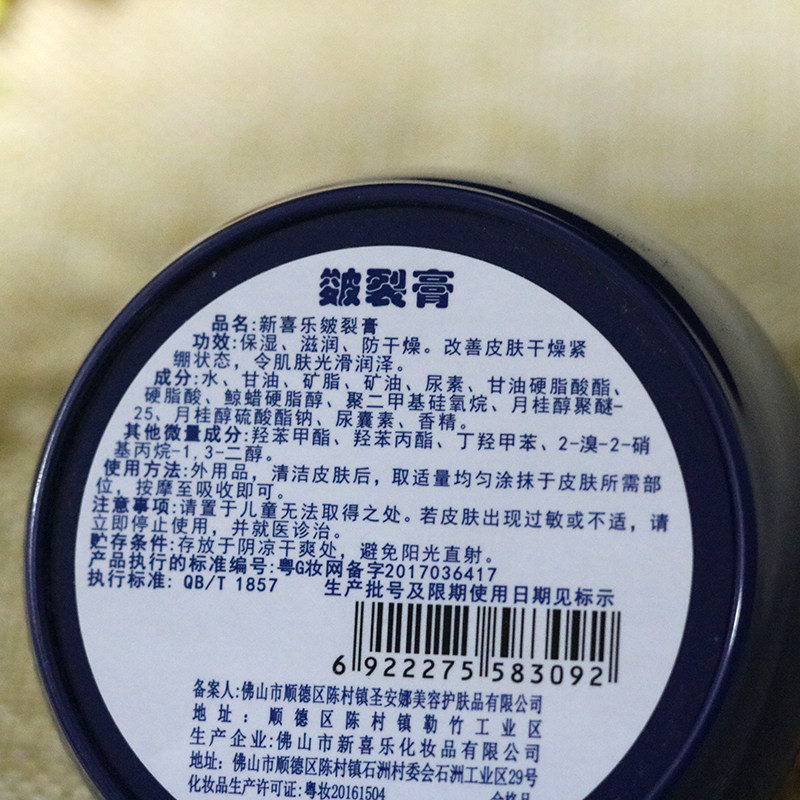 皴裂膏
品名:新喜乐皴裂膏
功效:保湿、滋润、防干燥。改善皮肤干燥紧
绷状态，令肌肤光滑润泽。
成分:水、甘油、矿脂、矿油、尿素、甘油硬脂酸酯、
硬脂酸、鲸蜡硬脂醇、聚二甲基硅氧烷、月桂醇聚醚-
25、月桂醇硫酸酯钠、尿囊素、香精。
其他微量成分:羟苯甲酯、羟苯丙酯、丁羟甲苯、2-溴-2-硝
基丙烷-1,3-二醇。
使用方法:外用品，清洁皮肤后，取适量均匀涂抹于皮肤所需部
位，按摩至吸收即可。
注意事项:请置于儿童无法取得之处。若皮肤出现过敏或不适，请
立即停止使用，并就医诊治。
贮存条件:存放于阴凉干爽处，避免阳光直射。
产品执行的标准编号:粤G妆网备字2017036417
执行标准: QB/T 1857 生产批号及限期使用日期见标示
6 922275 583092
备案人:佛山市顺德区陈村镇圣安娜美容护肤品有限公司
地址: 顺德区陈村镇勒竹工业区
生产企业:佛山市新喜乐化妆品有限公司
地址: 佛山市顺德区陈村镇石洲村委会石洲工业区29号
化妆品生产许可证:粤妆20161504 合格品